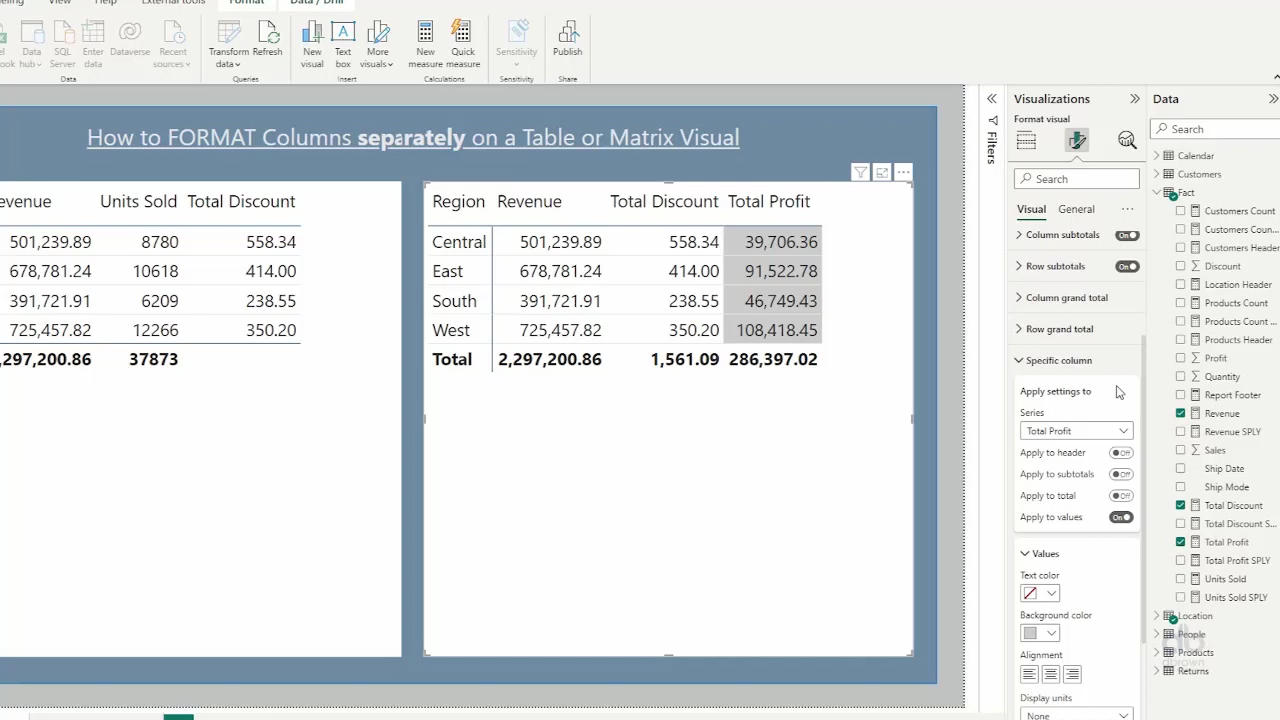 View
Help
External tools
Format
Data / Drill
Data hub
SQL Server
Enter data
Dataverse
Recent sources
Transform data
Refresh
New visual
Text box
More visuals
New measure
Quick measure
Sensitivity
Publish
Data
Queries
Insert
Calculations
Sensitivity
Share
How to FORMAT Columns separately on a Table or Matrix Visual
Units Sold Total Discount
501,239.89 8780 558.34
678,781.24 10618 414.00
391,721.91 6209 238.55
725,457.82 12266 350.20
,297,200.86 37873
Region Revenue Total Discount Total Profit
Central 501,239.89 558.34 39,706.36
East 678,781.24 414.00 91,522.78
South 391,721.91 238.55 46,749.43
West 725,457.82 350.20 108,418.45
Total 2,297,200.86 1,561.09 286,397.02
Filters
Visualizations
Format visual
Search
Visual General
Column subtotals On
Row subtotals On
Column grand total
Row grand total
Specific column
Apply settings to
Series
Total Profit
Apply to header Off
Apply to subtotals Off
Apply to total Off
Apply to values On
Values
Text color
Background color
Alignment
Display units
None
Data
Search
Calendar
Customers
Fact
Customers Count
Customers Coun...
Customers Header
Discount
Location Header
Products Count
Products Count ...
Products Header
Profit
Quantity
Report Footer
Revenue
Revenue SPLY
Sales
Ship Date
Ship Mode
Total Discount
Total Discount S...
Total Profit
Total Profit SPLY
Units Sold
Units Sold SPLY
Location
People
Products
Returns
dbrown